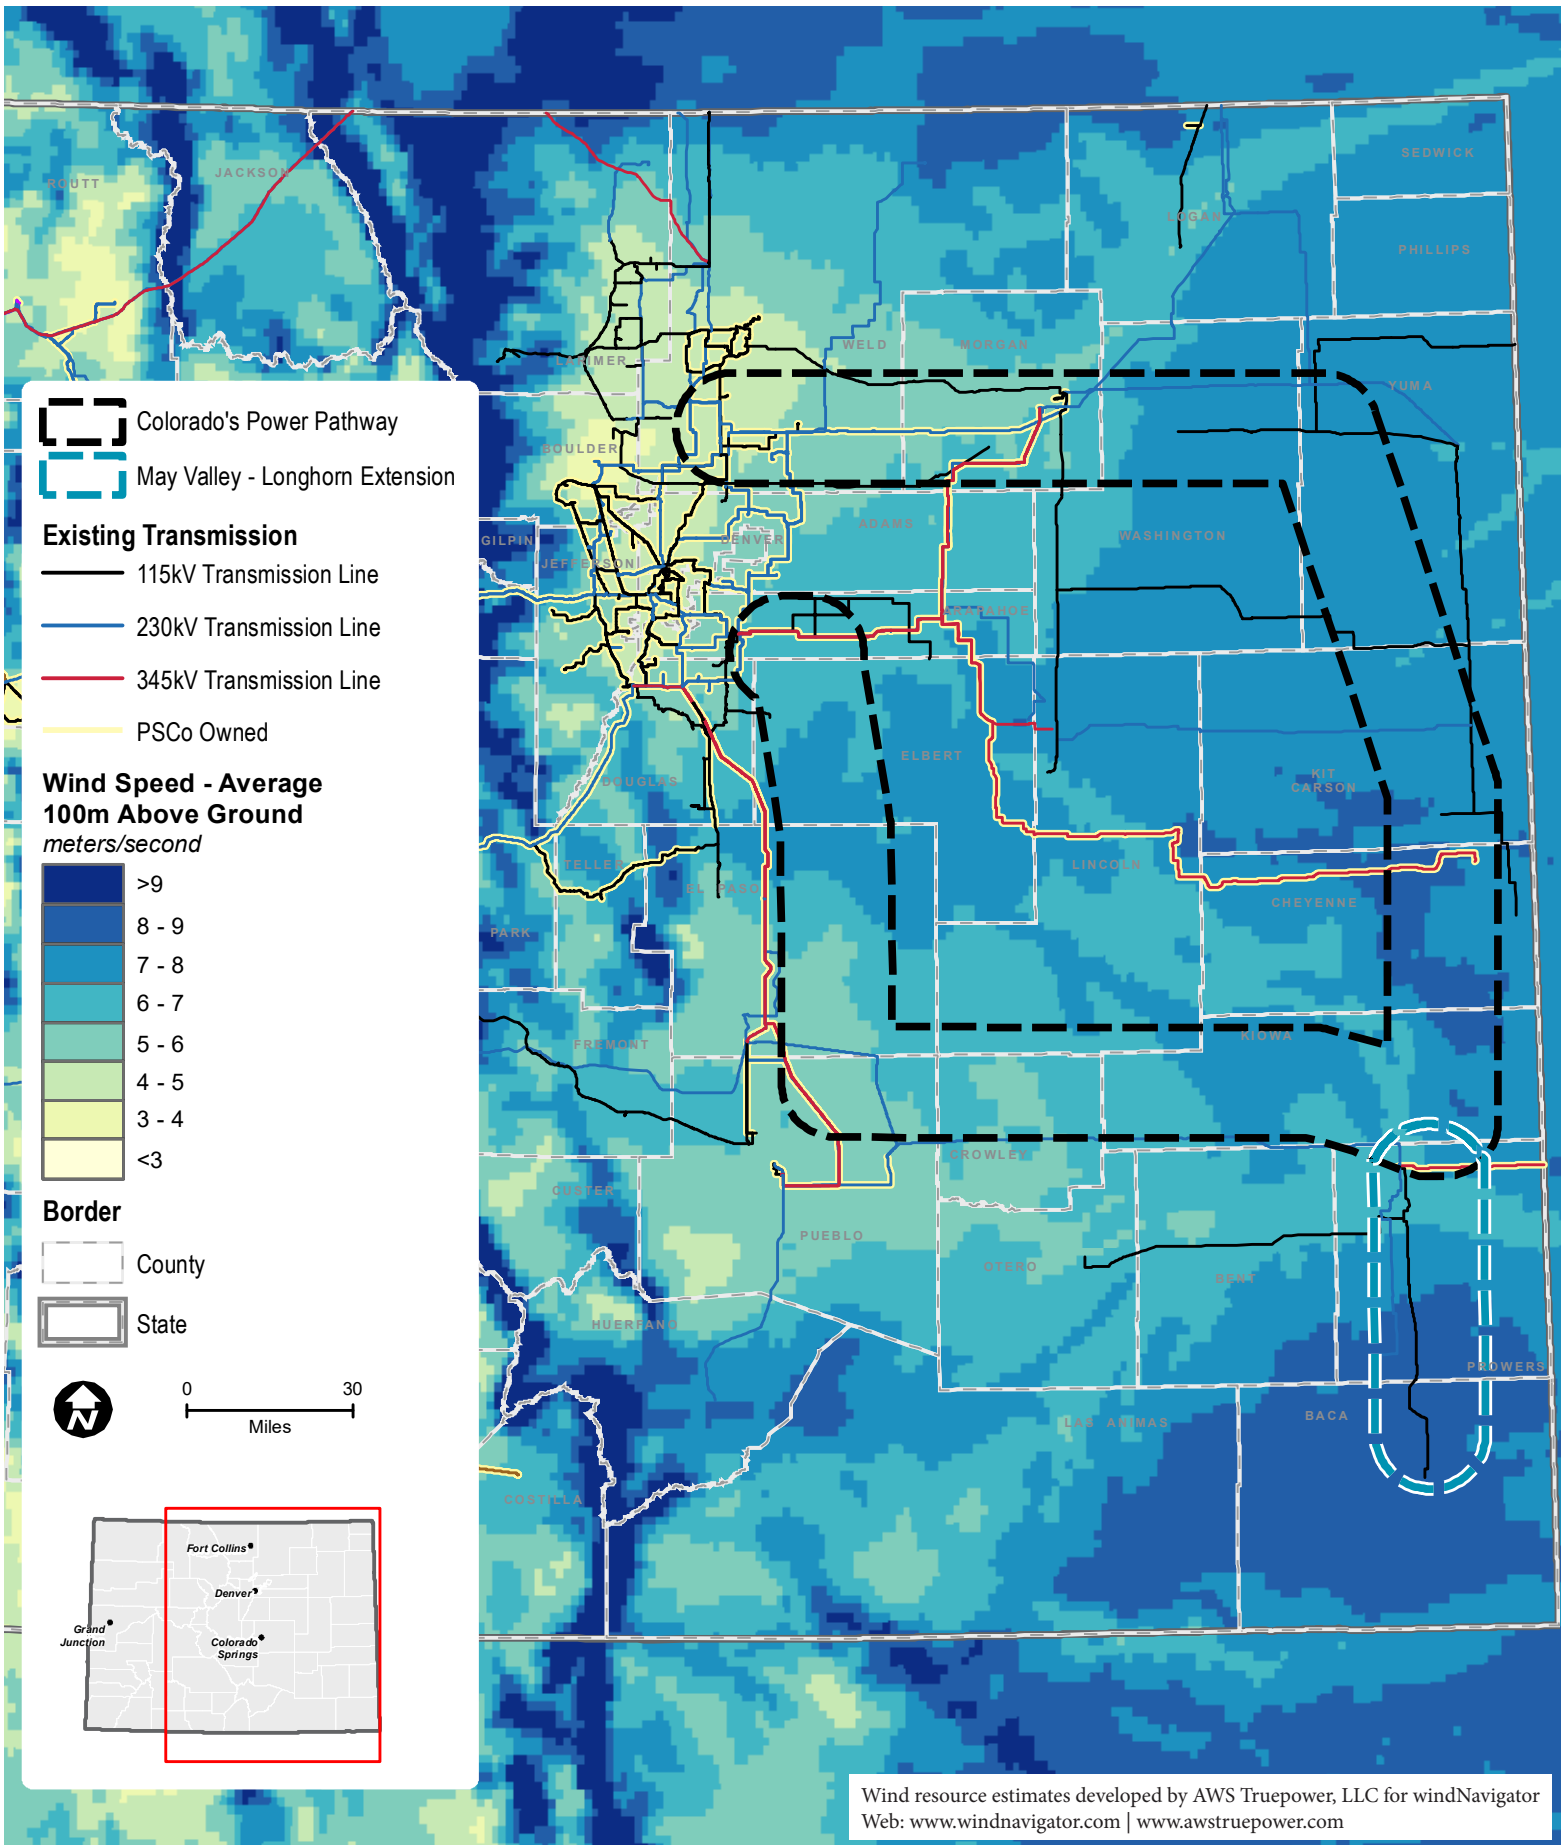 Colorado's Power Pathway
May Valley - Longhorn Extension
Existing Transmission
115kV Transmission Line
230kV Transmission Line
345kV Transmission Line
PSCo Owned
Wind Speed - Average
100m Above Ground
meters/second
>9
8 - 9
7 - 8
6 - 7
5 - 6
4 - 5
3 - 4
<3
Border
County
State
N
0 30
Miles
Fort Collins
Denver
Grand
Junction
Colorado
Springs
ROUTT
JACKSON
LARIMER
WELD
MORGAN
LOGAN
SEDWICK
PHILLIPS
YUMA
BOULDER
GILPIN
JEFFERSON
DENVER
ADAMS
WASHINGTON
ARAPAHOE
DOUGLAS
ELBERT
KIT
CARSON
TELLER
EL PASO
LINCOLN
CHEYENNE
PARK
FREMONT
KIOWA
CROWLEY
CUSTER
PUEBLO
OTERO
BENT
PROWERS
HUERFANO
LAS ANIMAS
BACA
COSTILLA
Wind resource estimates developed by AWS Truepower, LLC for windNavigator
Web: www.windnavigator.com | www.awstruepower.com